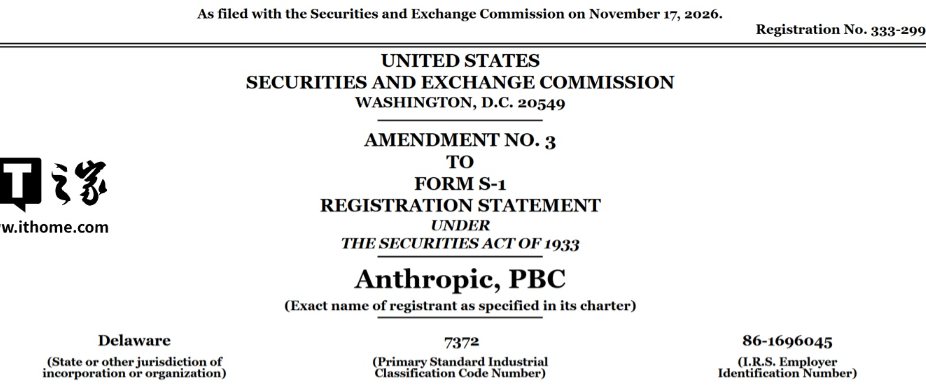 As filed with the Securities and Exchange Commission on November 17, 2026.
Registration No. 333-299
UNITED STATES
SECURITIES AND EXCHANGE COMMISSION
WASHINGTON, D.C. 20549
AMENDMENT NO. 3
TO
FORM S-1
REGISTRATION STATEMENT
UNDER
THE SECURITIES ACT OF 1933
T之家
w.ithome.com
Anthropic, PBC
(Exact name of registrant as specified in its charter)
Delaware
(State or other jurisdiction of
incorporation or organization)
7372
(Primary Standard Industrial
Classification Code Number)
86-1696045
(I.R.S. Employer
Identification Number)